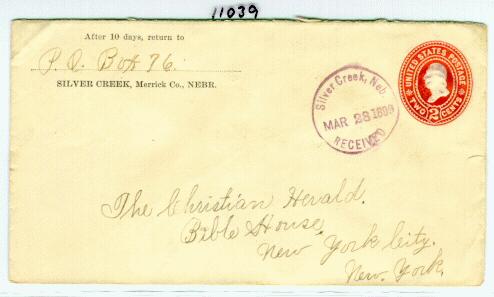 11039
After 10 days, return to
P.O. Box 76.
SILVER CREEK, Merrick Co., NEBR.
Silver Creek, Neb
MAR 28 1899
RECEIVED
UNITED STATES POSTAGE
2
TWO CENTS
The Christian Herald.
Bible House,
New York City.
New York.